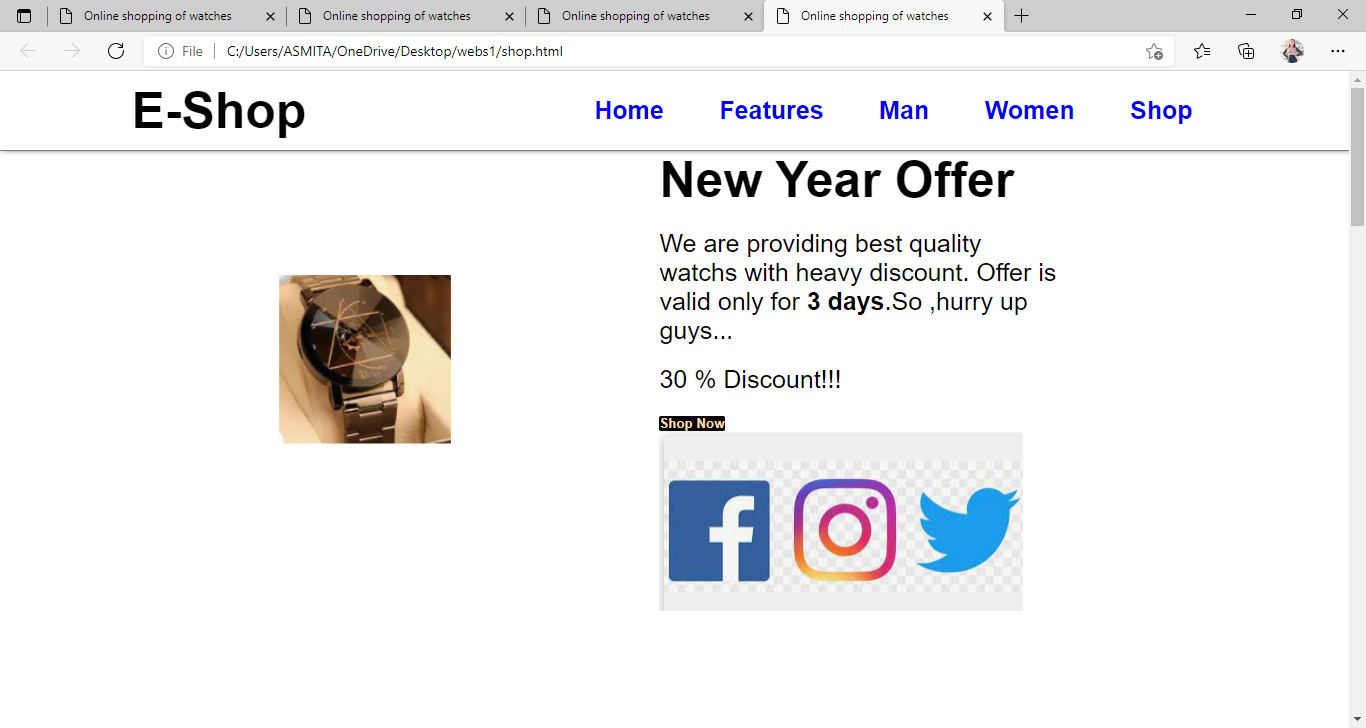 Online shopping of watches Online shopping of watches Online shopping of watches Online shopping of watches
File C:/Users/ASMITA/OneDrive/Desktop/webs1/shop.html
E-Shop Home Features Man Women Shop
New Year Offer
We are providing best quality
watchs with heavy discount. Offer is
valid only for 3 days.So ,hurry up
guys...
30 % Discount!!!
Shop Now